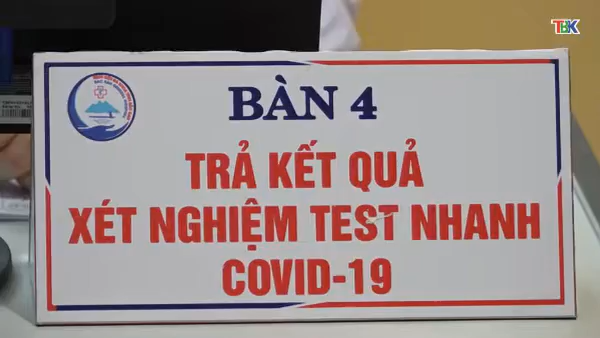 TBK
BÀN 4
TRẢ KẾT QUẢ
XÉT NGHIỆM TEST NHANH
COVID-19